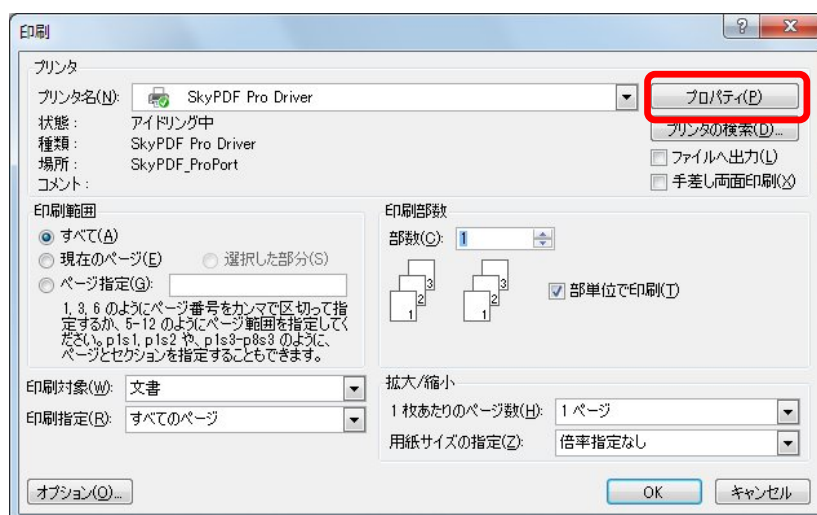 印刷
プリンタ
プリンタ名(N): SkyPDF Pro Driver プロパティ(P)
状態： アイドリング中 プリンタの検索(D)...
種類： SkyPDF Pro Driver
場所： SkyPDF_ProPort ファイルへ出力(L)
コメント： 手差し両面印刷(X)
印刷範囲
すべて(A)
現在のページ(E) 選択した部分(S)
ページ指定(G):
1, 3, 6 のようにページ番号をカンマで区切って指
定するか、5-12 のようにページ範囲を指定してく
ださい。p1s1, p1s2 や、p1s3-p8s3 のように、
ページとセクションを指定することもできます。
印刷部数
部数(C): 1
1 2 3 1 2 3 部単位で印刷(T)
印刷対象(W): 文書
印刷指定(R): すべてのページ
拡大/縮小
1 枚あたりのページ数(H): 1 ページ
用紙サイズの指定(Z): 倍率指定なし
オプション(O)... OK キャンセル